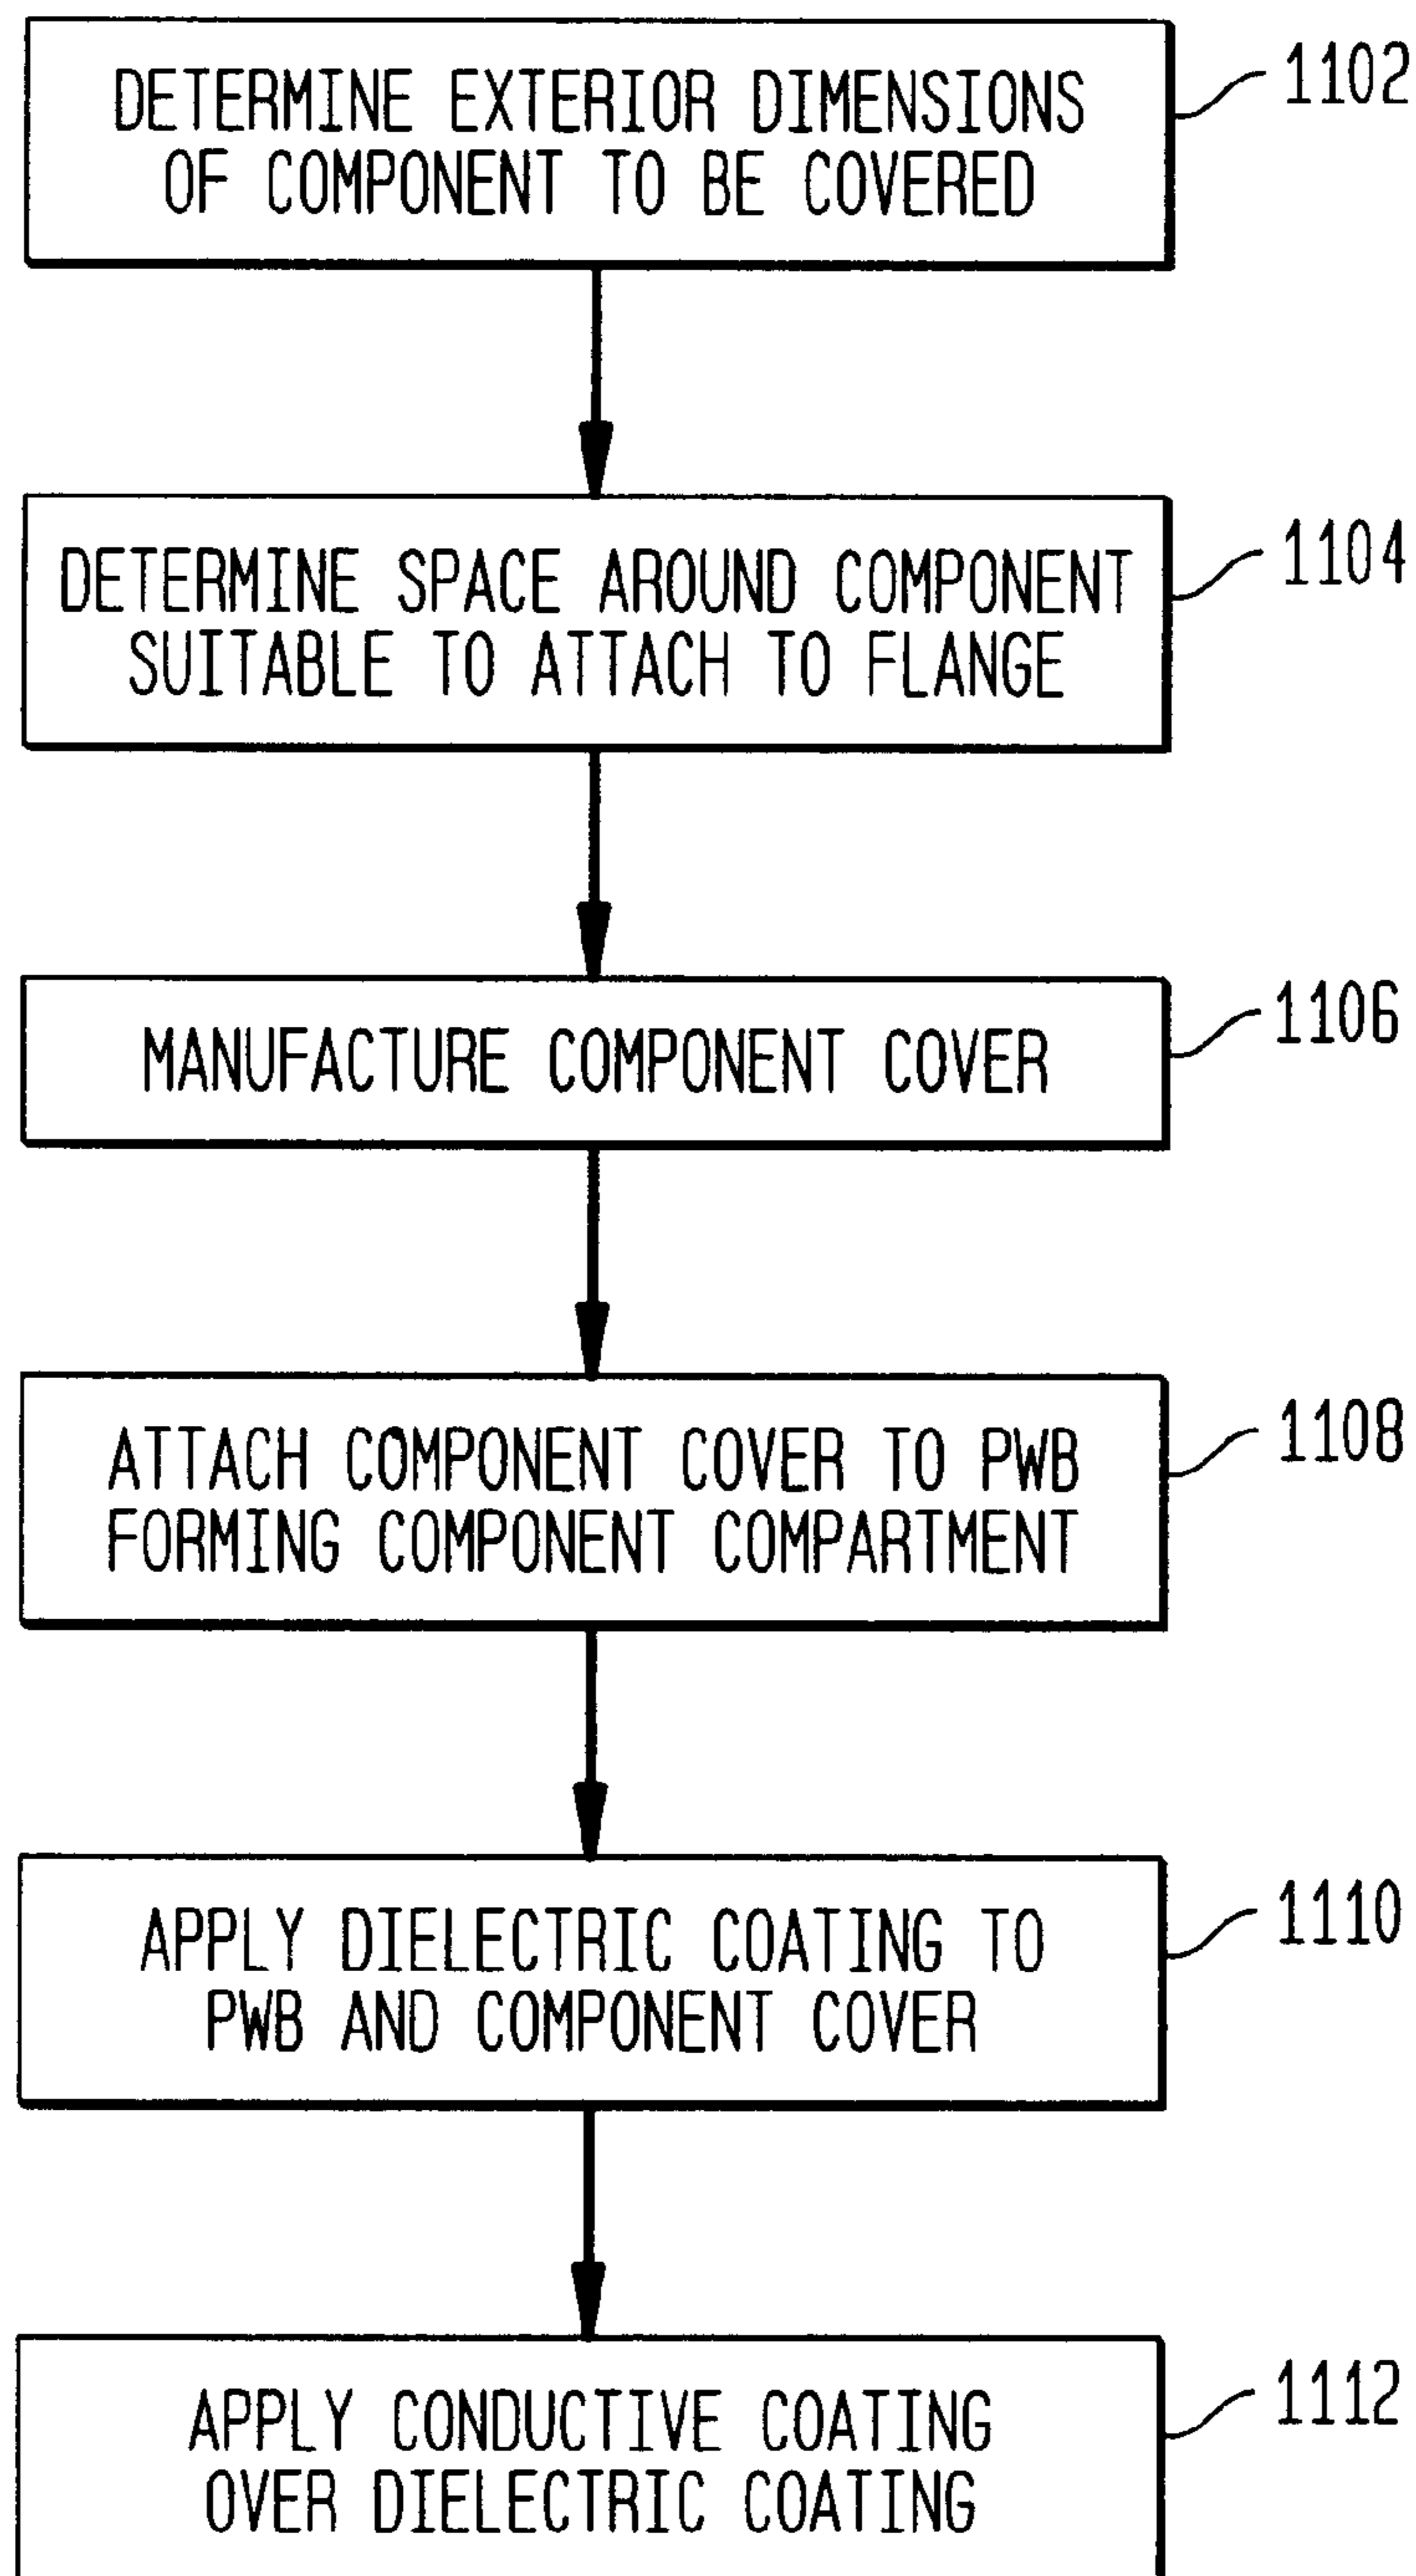 DETERMINE EXTERIOR DIMENSIONS
OF COMPONENT TO BE COVERED
1102
DETERMINE SPACE AROUND COMPONENT
SUITABLE TO ATTACH TO FLANGE
1104
MANUFACTURE COMPONENT COVER
1106
ATTACH COMPONENT COVER TO PWB
FORMING COMPONENT COMPARTMENT
1108
APPLY DIELECTRIC COATING TO
PWB AND COMPONENT COVER
1110
APPLY CONDUCTIVE COATING
OVER DIELECTRIC COATING
1112